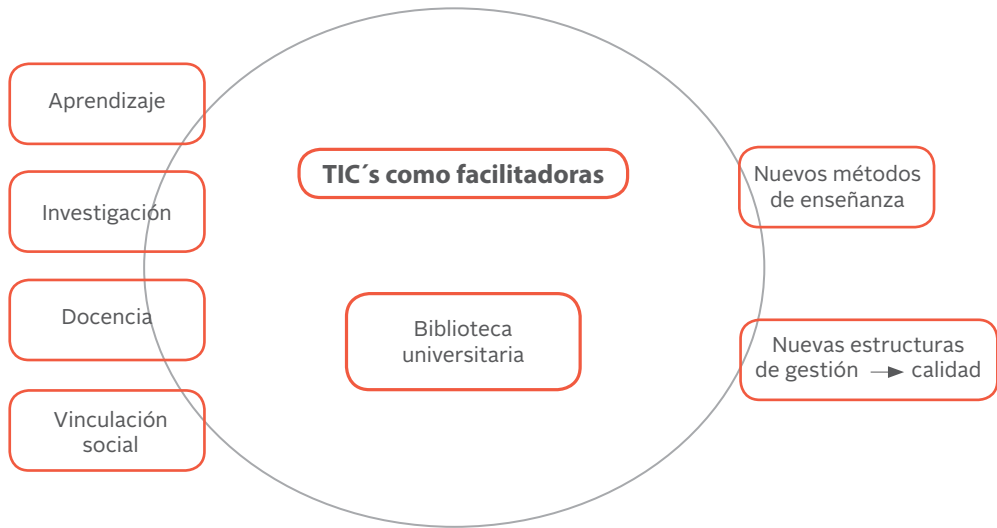 Aprendizaje
Investigación
Docencia
Vinculación
social
TIC´s como facilitadoras
Biblioteca
universitaria
Nuevos métodos
de enseñanza
Nuevas estructuras
de gestión → calidad